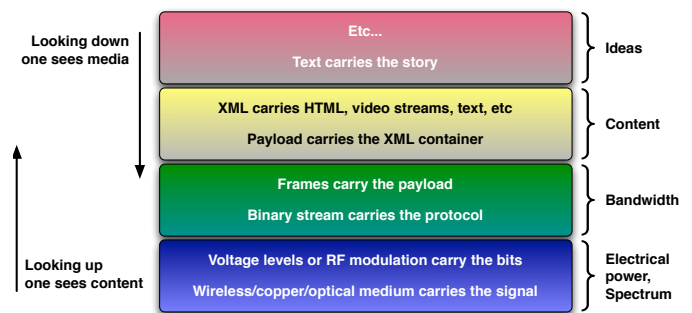 Looking down
one sees media
Etc...
Text carries the story
Ideas
XML carries HTML, video streams, text, etc
Payload carries the XML container
Content
Frames carry the payload
Binary stream carries the protocol
Bandwidth
Looking up
one sees content
Voltage levels or RF modulation carry the bits
Wireless/copper/optical medium carries the signal
Electrical
power,
Spectrum